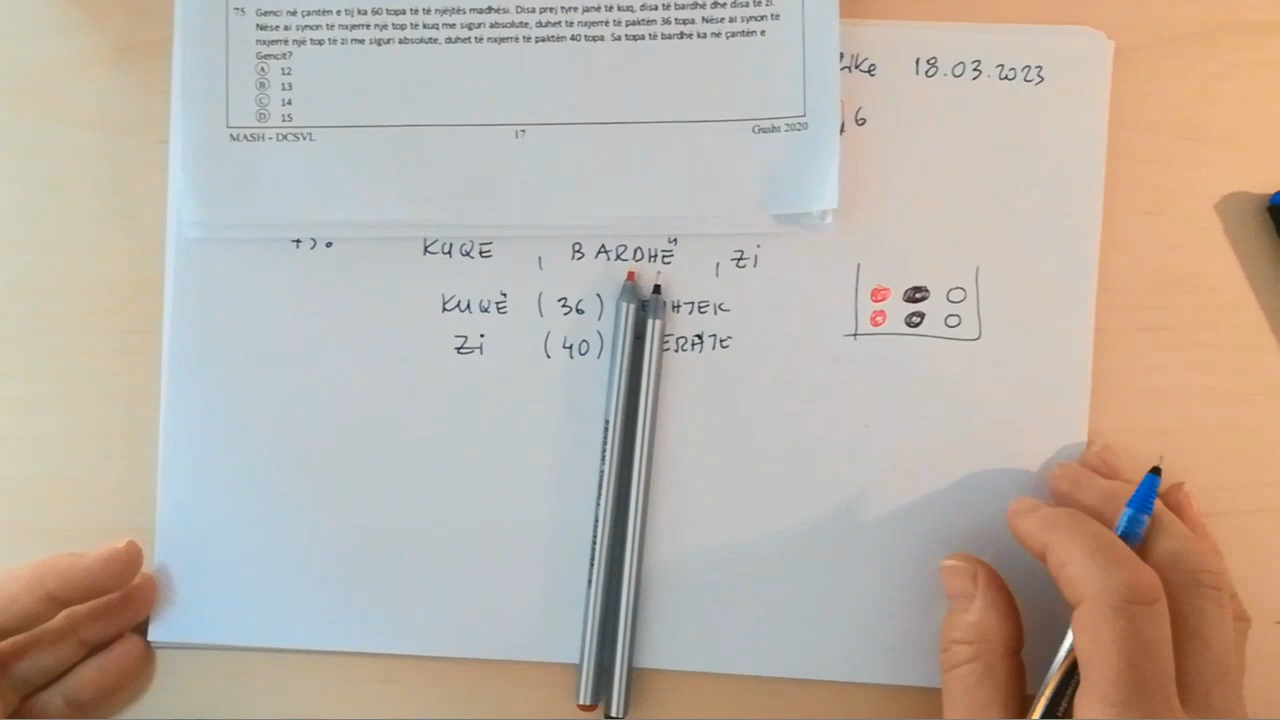 75. Genci në çantën e tij ka 60 topa të të njëjtës madhësi. Disa prej tyre janë të kuq, disa të bardhë dhe disa të zi.
Nëse ai synon të nxjerrë një top të kuq me siguri absolute, duhet të nxjerrë të paktën 36 topa. Nëse ai synon të
nxjerrë një top të zi me siguri absolute, duhet të nxjerrë të paktën 40 topa. Sa topa të bardhë ka në çantën e
Gencit?
A 12
B 13
C 14
D 15
MASH - DCSVL 17 Gusht 2020
18.03.2023
6
KUQE , BARDHË , Zi
KUQË (36)
Zi (40)